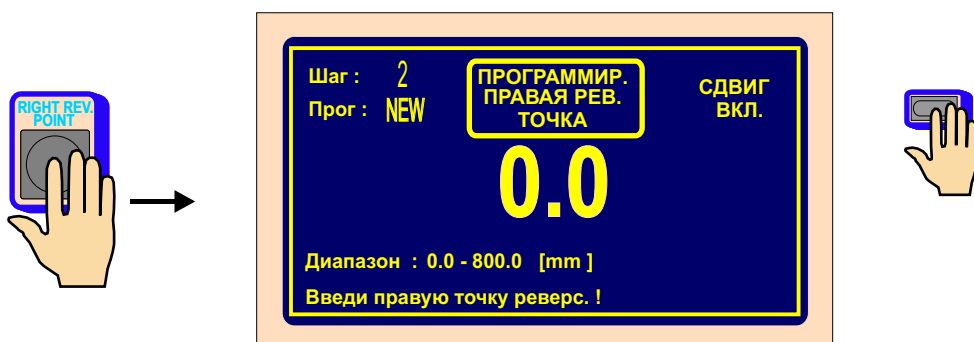 RIGHT REV.
POINT
Шаг : 2
Прог : NEW
ПРОГРАММИР.
ПРАВАЯ РЕВ.
ТОЧКА
СДВИГ
ВКЛ.
0.0
Диапазон : 0.0 - 800.0 [mm ]
Введи правую точку реверс. !